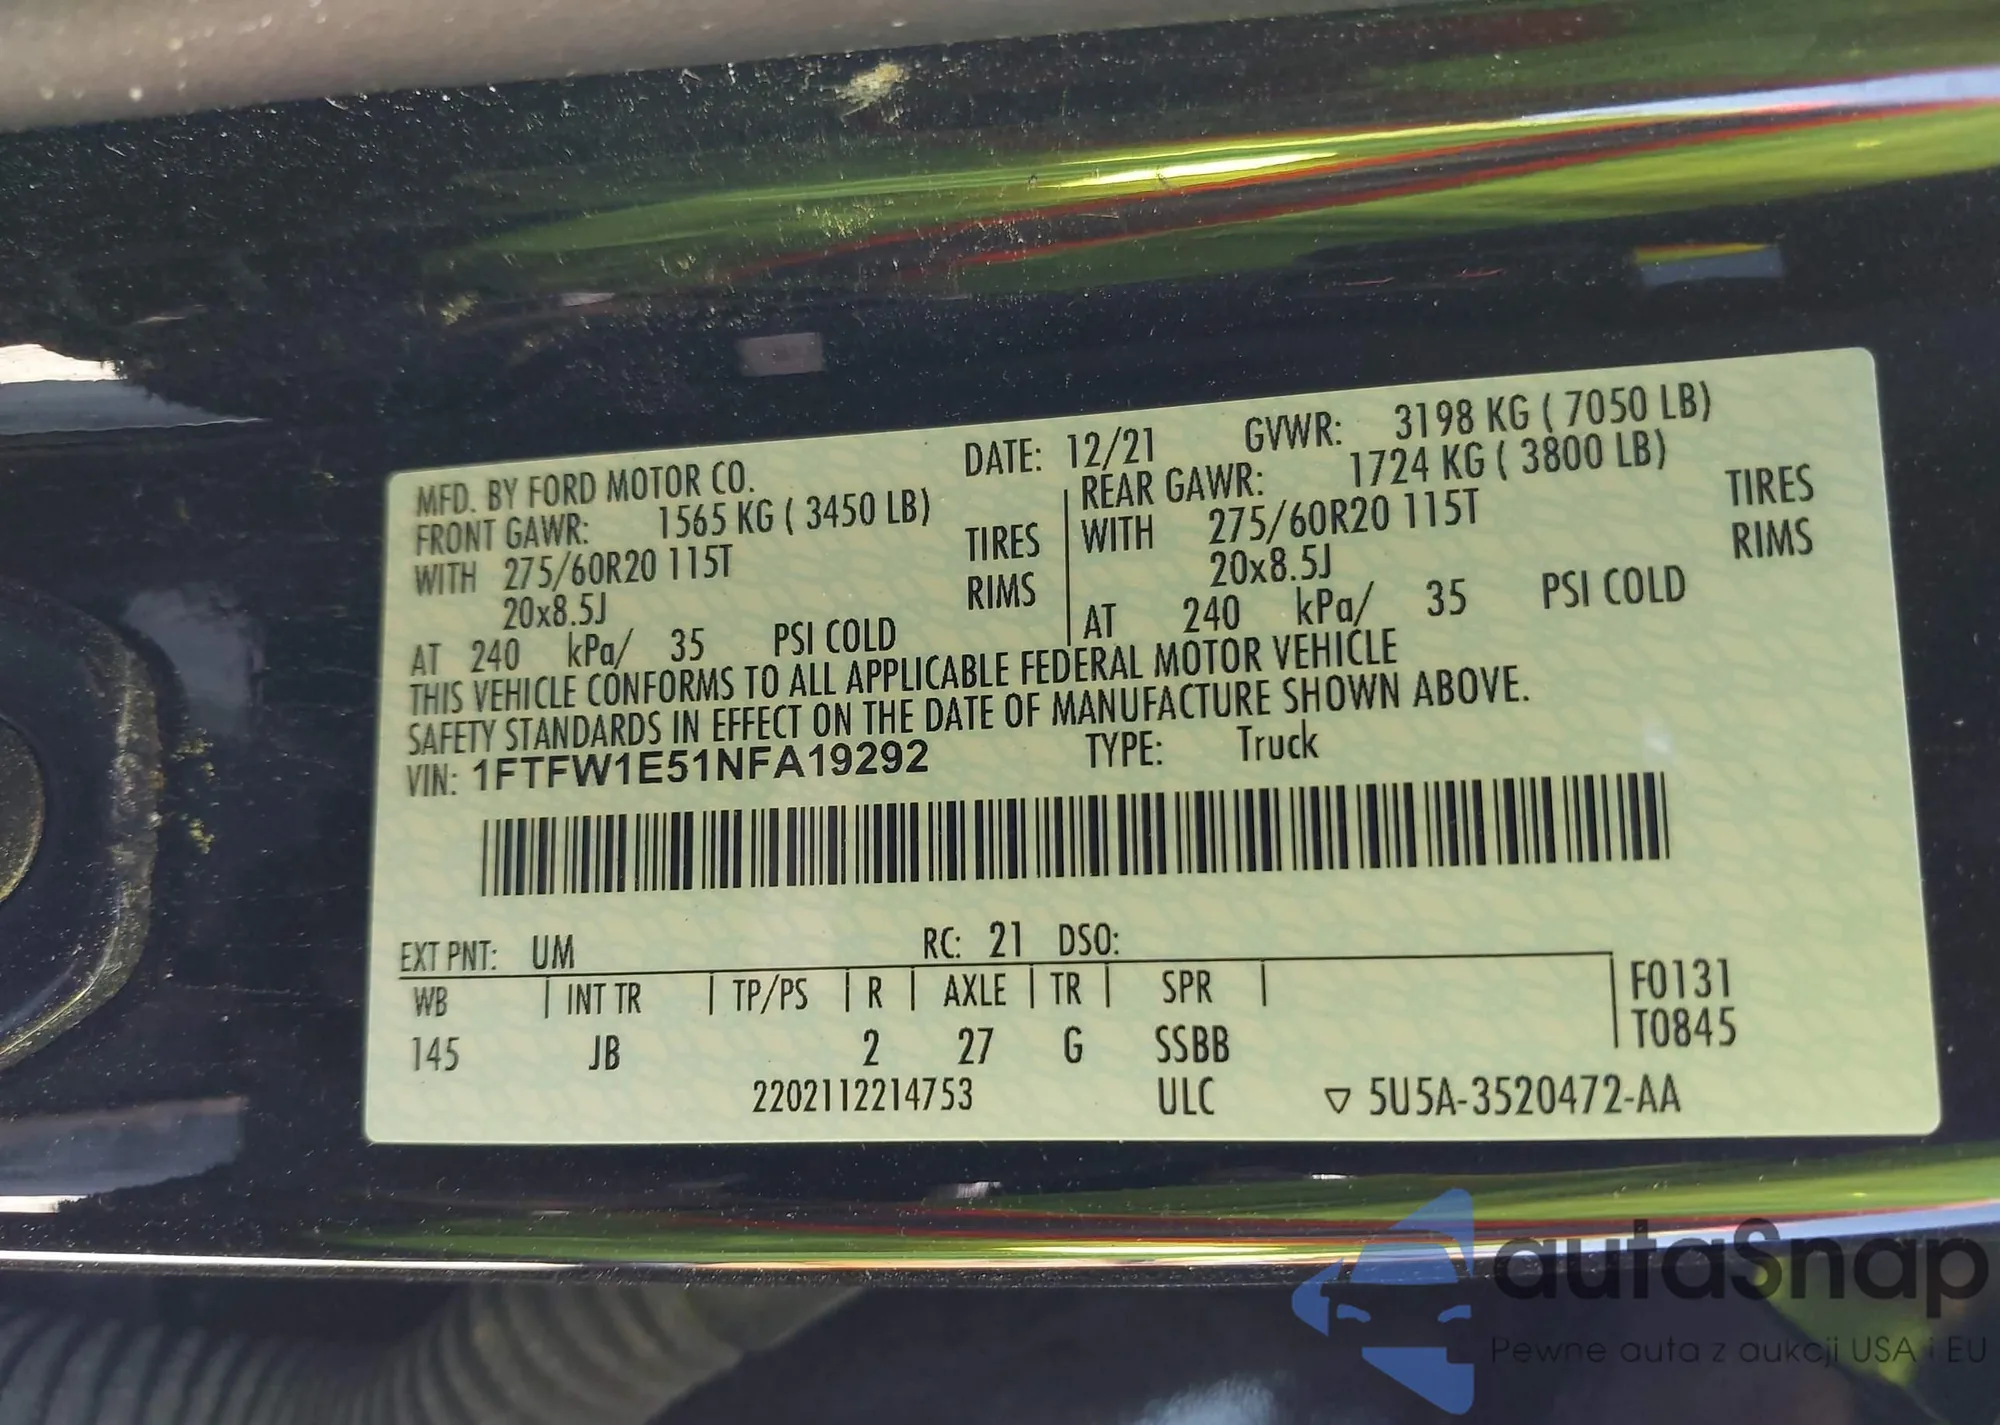 MFD. BY FORD MOTOR CO. DATE: 12/21 GVWR: 3198 KG ( 7050 LB)
FRONT GAWR: 1565 KG ( 3450 LB) REAR GAWR: 1724 KG ( 3800 LB)
WITH 275/60R20 115T TIRES WITH 275/60R20 115T TIRES
20x8.5J RIMS 20x8.5J RIMS
AT 240 kPa/ 35 PSI COLD AT 240 kPa/ 35 PSI COLD
THIS VEHICLE CONFORMS TO ALL APPLICABLE FEDERAL MOTOR VEHICLE
SAFETY STANDARDS IN EFFECT ON THE DATE OF MANUFACTURE SHOWN ABOVE.
VIN: 1FTFW1E51NFA19292 TYPE: Truck
EXT PNT: UM RC: 21 DSO:
WB INT TR TP/PS R AXLE TR SPR F0131
145 JB 2 27 G SSBB T0845
2202112214753 ULC ▽ 5U5A-3520472-AA
autaSnap
Pewne auta z aukcji USA i EU